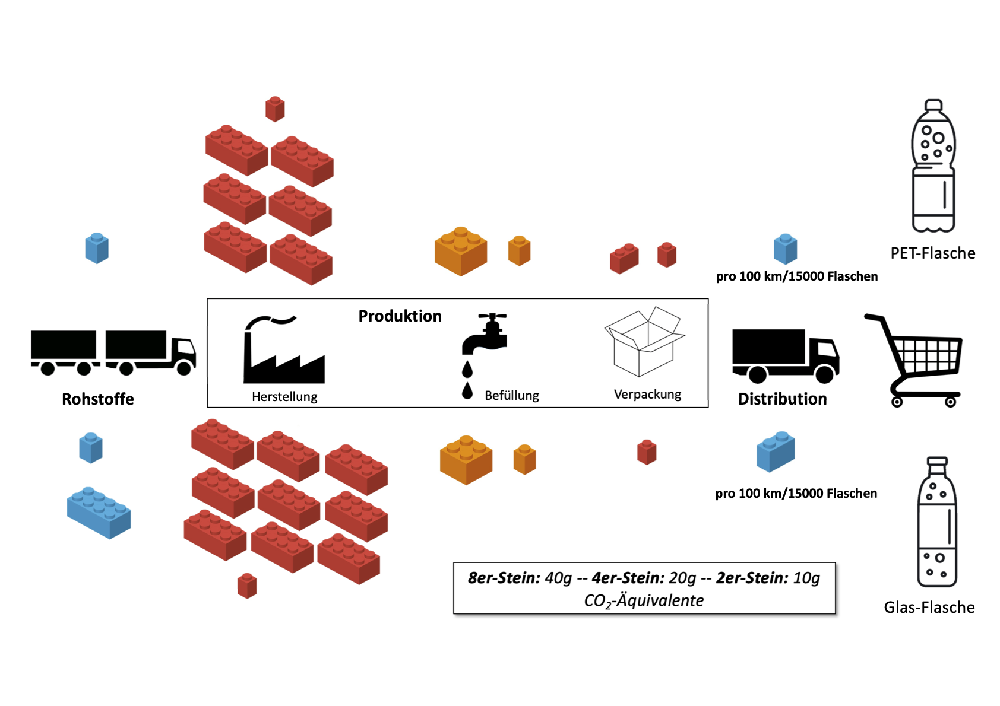 PET-Flasche
pro 100 km/15000 Flaschen
Produktion
Herstellung
Befüllung
Verpackung
Rohstoffe
Distribution
pro 100 km/15000 Flaschen
8er-Stein: 40g -- 4er-Stein: 20g -- 2er-Stein: 10g
CO₂-Äquivalente
Glas-Flasche